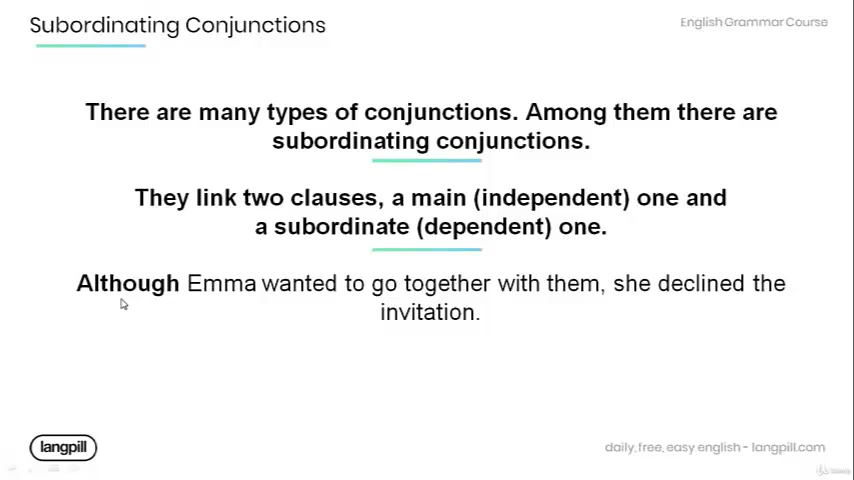 Subordinating Conjunctions
English Grammar Course
There are many types of conjunctions. Among them there are
subordinating conjunctions.
They link two clauses, a main (independent) one and
a subordinate (dependent) one.
Although Emma wanted to go together with them, she declined the
invitation.
langpill
daily, free, easy english - langpill.com